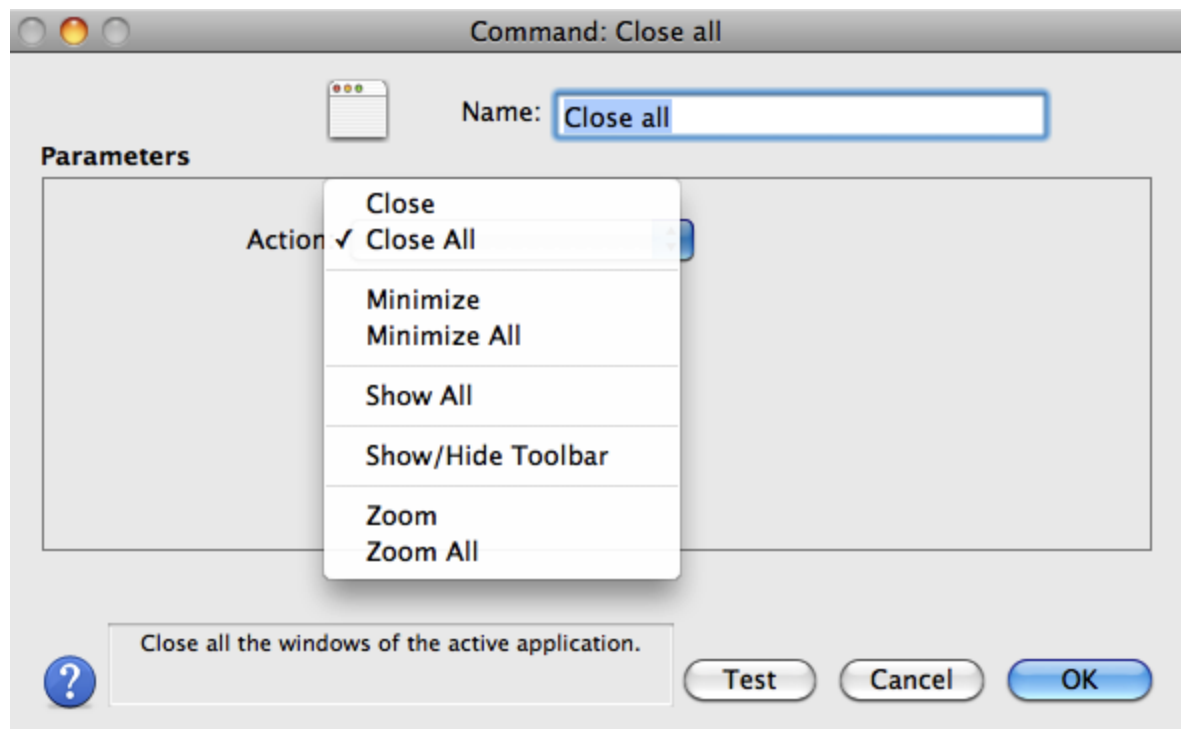 Command: Close all
Name: Close all
Parameters
Close
Action: ✓ Close All
Minimize
Minimize All
Show All
Show/Hide Toolbar
Zoom
Zoom All
Close all the windows of the active application.
? Test Cancel OK